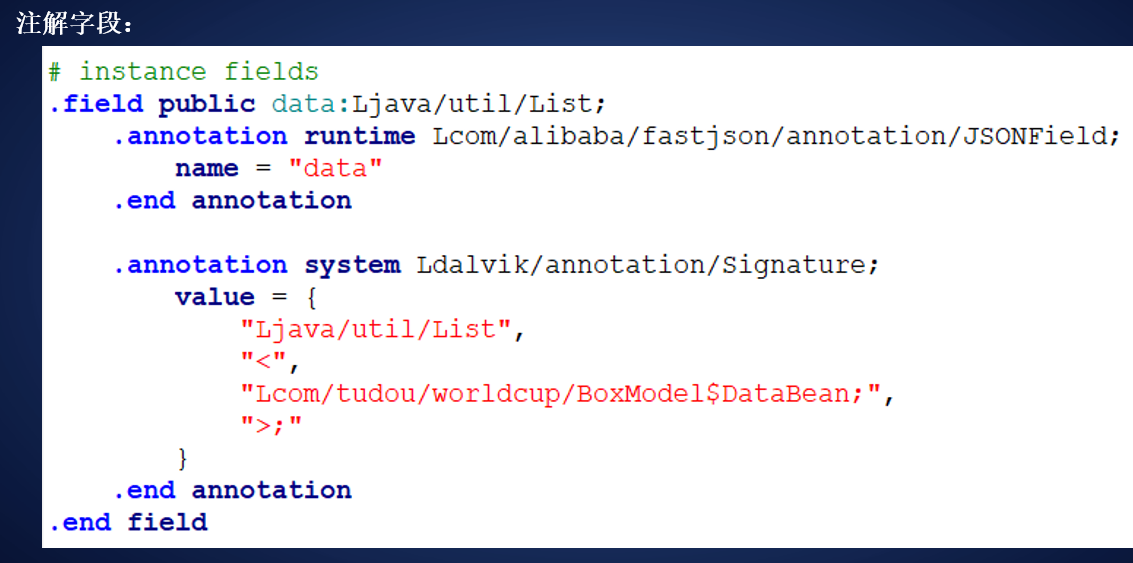 注解字段：
# instance fields
.field public data:Ljava/util/List;
.annotation runtime Lcom/alibaba/fastjson/annotation/JSONField;
name = "data"
.end annotation
.annotation system Ldalvik/annotation/Signature;
value = {
"Ljava/util/List",
"<",
"Lcom/tudou/worldcup/BoxModel$DataBean;",
">;"
}
.end annotation
.end field